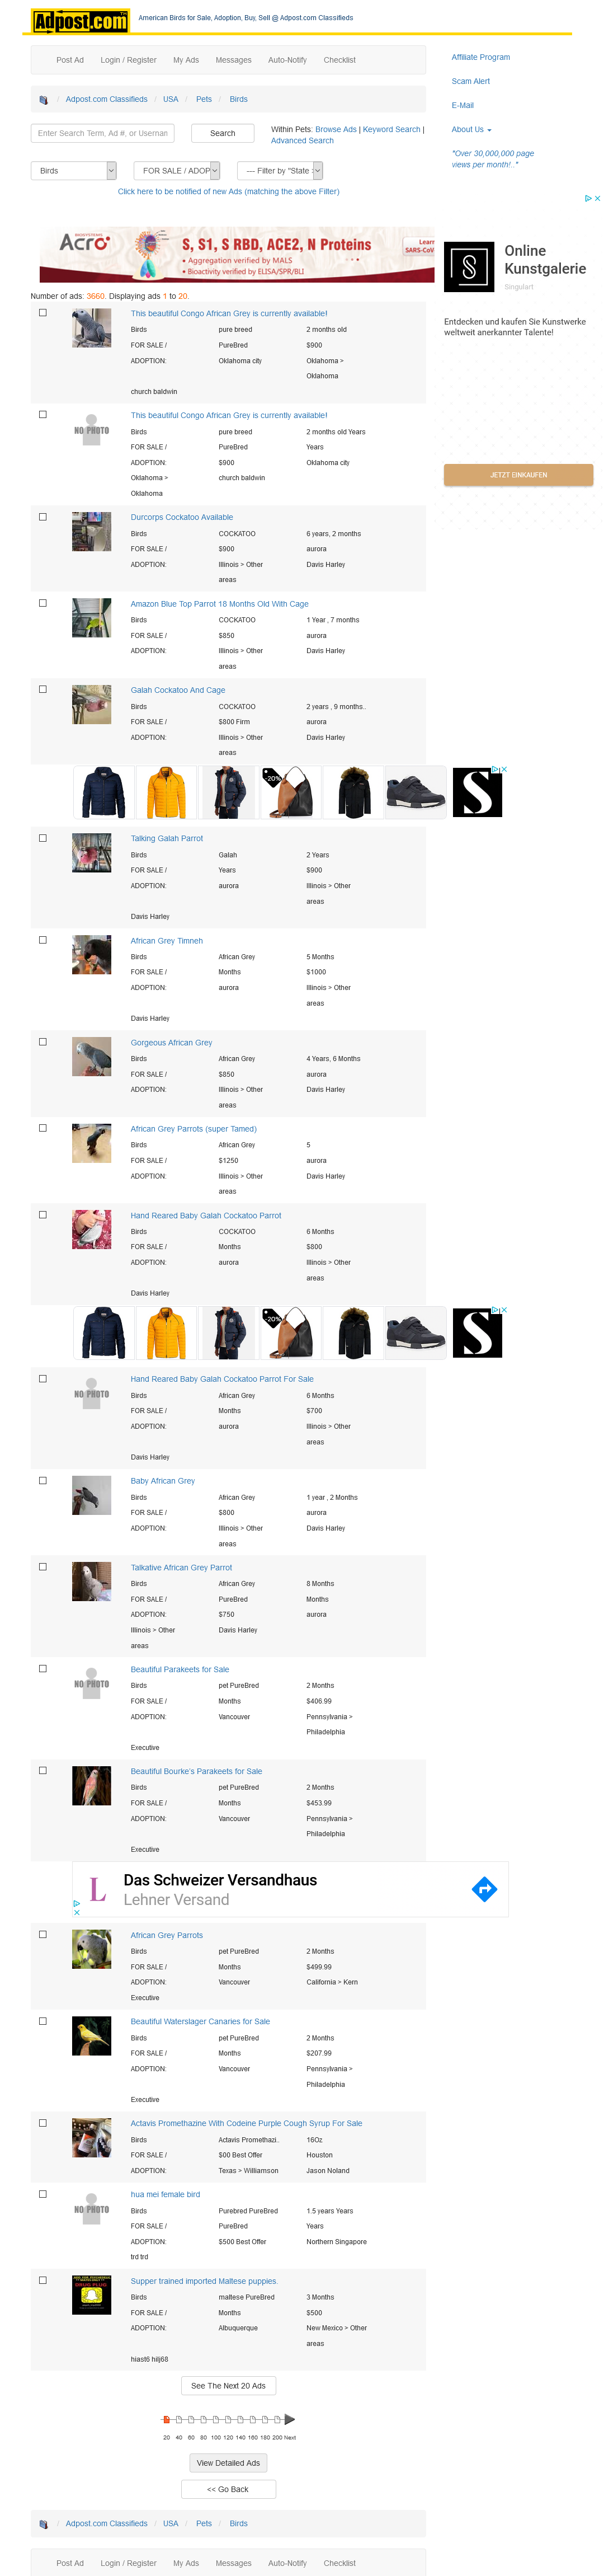 Adpost.com™
American Birds for Sale, Adoption, Buy, Sell @ Adpost.com Classifieds
Post Ad Login / Register My Ads Messages Auto-Notify Checklist
Affiliate Program
Scam Alert
E-Mail
About Us
"Over 30,000,000 page
views per month!.."
/ Adpost.com Classifieds / USA / Pets / Birds
Enter Search Term, Ad #, or Usernam
Search
Within Pets: Browse Ads | Keyword Search |
Advanced Search
Birds
FOR SALE / ADOP
--- Filter by "State >
Click here to be notified of new Ads (matching the above Filter)
Acro
S, S1, S RBD, ACE2, N Proteins
Aggregation verified by MALS
Bioactivity verified by ELISA/SPR/BLI
Learn
SARS-CoV
Online
Kunstgalerie
Singulart
Entdecken und kaufen Sie Kunstwerke
weltweit anerkannter Talente!
JETZT EINKAUFEN
Number of ads: 3660. Displaying ads 1 to 20.
This beautiful Congo African Grey is currently available!
Birds pure breed 2 months old
FOR SALE / PureBred $900
ADOPTION: Oklahoma city Oklahoma >
Oklahoma
church baldwin
NO PHOTO
This beautiful Congo African Grey is currently available!
Birds pure breed 2 months old Years
FOR SALE / PureBred Years
ADOPTION: $900 Oklahoma city
Oklahoma > church baldwin
Oklahoma
Durcorps Cockatoo Available
Birds COCKATOO 6 years, 2 months
FOR SALE / $900 aurora
ADOPTION: Illinois > Other Davis Harley
areas
Amazon Blue Top Parrot 18 Months Old With Cage
Birds COCKATOO 1 Year , 7 months
FOR SALE / $850 aurora
ADOPTION: Illinois > Other Davis Harley
areas
Galah Cockatoo And Cage
Birds COCKATOO 2 years , 9 months..
FOR SALE / $800 Firm aurora
ADOPTION: Illinois > Other Davis Harley
areas
-20%
S
Talking Galah Parrot
Birds Galah 2 Years
FOR SALE / Years $900
ADOPTION: aurora Illinois > Other
areas
Davis Harley
African Grey Timneh
Birds African Grey 5 Months
FOR SALE / Months $1000
ADOPTION: aurora Illinois > Other
areas
Davis Harley
Gorgeous African Grey
Birds African Grey 4 Years, 6 Months
FOR SALE / $850 aurora
ADOPTION: Illinois > Other Davis Harley
areas
African Grey Parrots (super Tamed)
Birds African Grey 5
FOR SALE / $1250 aurora
ADOPTION: Illinois > Other Davis Harley
areas
Hand Reared Baby Galah Cockatoo Parrot
Birds COCKATOO 6 Months
FOR SALE / Months $800
ADOPTION: aurora Illinois > Other
areas
Davis Harley
-20%
S
NO PHOTO
Hand Reared Baby Galah Cockatoo Parrot For Sale
Birds African Grey 6 Months
FOR SALE / Months $700
ADOPTION: aurora Illinois > Other
areas
Davis Harley
Baby African Grey
Birds African Grey 1 year , 2 Months
FOR SALE / $800 aurora
ADOPTION: Illinois > Other Davis Harley
areas
Talkative African Grey Parrot
Birds African Grey 8 Months
FOR SALE / PureBred Months
ADOPTION: $750 aurora
Illinois > Other Davis Harley
areas
NO PHOTO
Beautiful Parakeets for Sale
Birds pet PureBred 2 Months
FOR SALE / Months $406.99
ADOPTION: Vancouver Pennsylvania >
Philadelphia
Executive
Beautiful Bourke's Parakeets for Sale
Birds pet PureBred 2 Months
FOR SALE / Months $453.99
ADOPTION: Vancouver Pennsylvania >
Philadelphia
Executive
L
Das Schweizer Versandhaus
Lehner Versand
African Grey Parrots
Birds pet PureBred 2 Months
FOR SALE / Months $499.99
ADOPTION: Vancouver California > Kern
Executive
Beautiful Waterslager Canaries for Sale
Birds pet PureBred 2 Months
FOR SALE / Months $207.99
ADOPTION: Vancouver Pennsylvania >
Philadelphia
Executive
Actavis Promethazine With Codeine Purple Cough Syrup For Sale
Birds Actavis Promethazi.. 16Oz
FOR SALE / $00 Best Offer Houston
ADOPTION: Texas > Williamson Jason Noland
NO PHOTO
hua mei female bird
Birds Purebred PureBred 1.5 years Years
FOR SALE / PureBred Years
ADOPTION: $500 Best Offer Northern Singapore
trd trd
Supper trained imported Maltese puppies.
Birds maltese PureBred 3 Months
FOR SALE / Months $500
ADOPTION: Albuquerque New Mexico > Other
areas
hiast6 hilj68
See The Next 20 Ads
20 40 60 80 100 120 140 160 180 200 Next
View Detailed Ads
<< Go Back
/ Adpost.com Classifieds / USA / Pets / Birds
Post Ad Login / Register My Ads Messages Auto-Notify Checklist